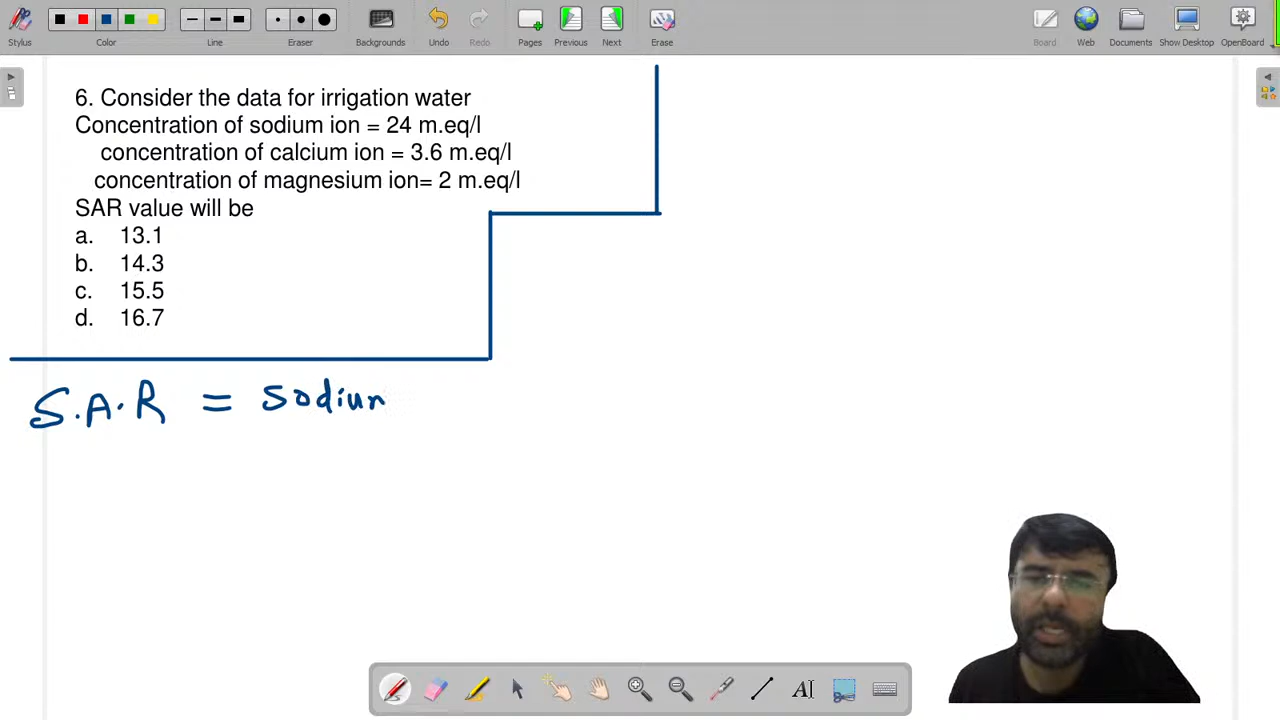 Stylus
Color
Line
Eraser
Backgrounds
Undo
Redo
Pages
Previous
Next
Erase
Board
Web
Documents
Show Desktop
OpenBoard
6. Consider the data for irrigation water
Concentration of sodium ion = 24 m.eq/l
concentration of calcium ion = 3.6 m.eq/l
concentration of magnesium ion= 2 m.eq/l
SAR value will be
a. 13.1
b. 14.3
c. 15.5
d. 16.7
S.A.R = sodiun